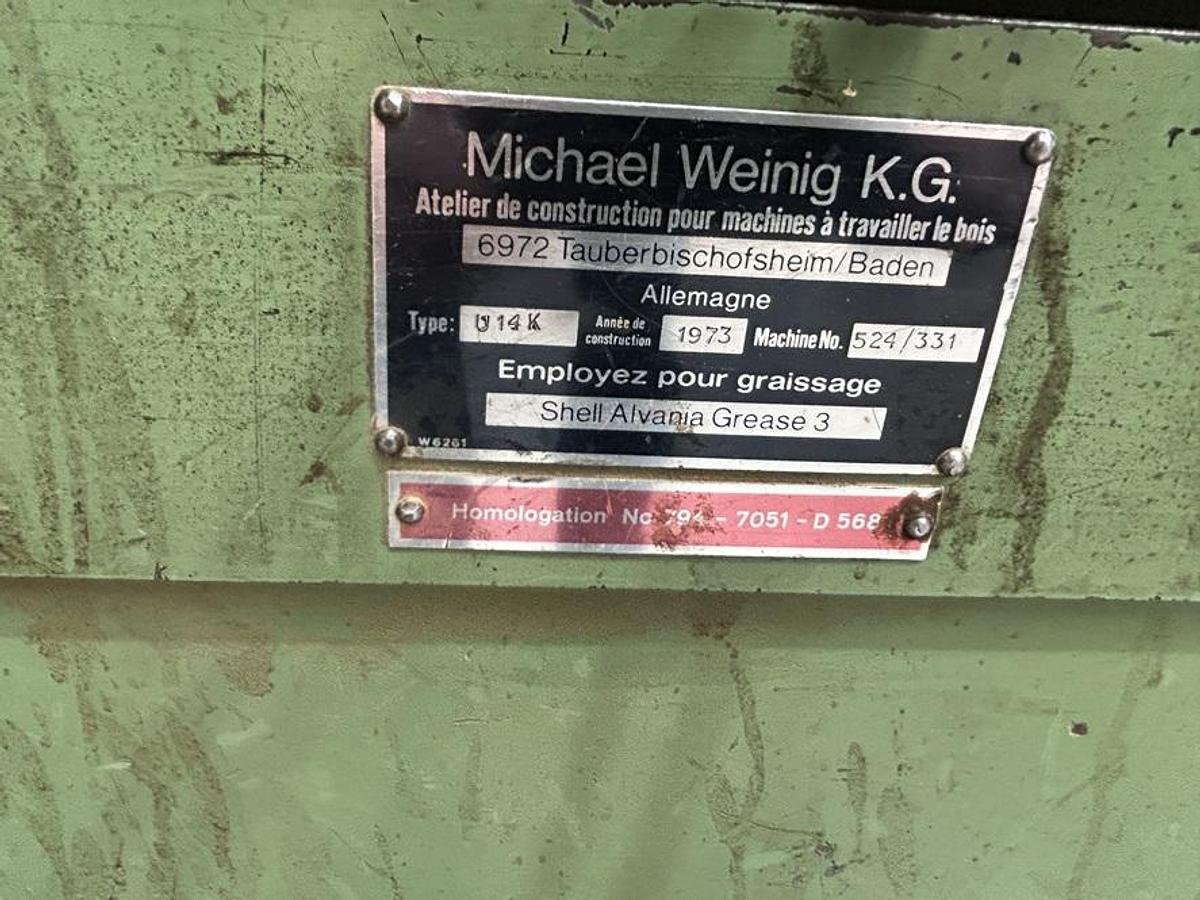 Michael Weinig K.G.
Atelier de construction pour machines à travailler le bois
6972 Tauberbischofsheim/Baden
Allemagne
Type: U14K Année de construction 1973 Machine No. 524/331
Employez pour graissage
Shell Alvania Grease 3
W6261
Homologation No 794 - 7051 - D 568